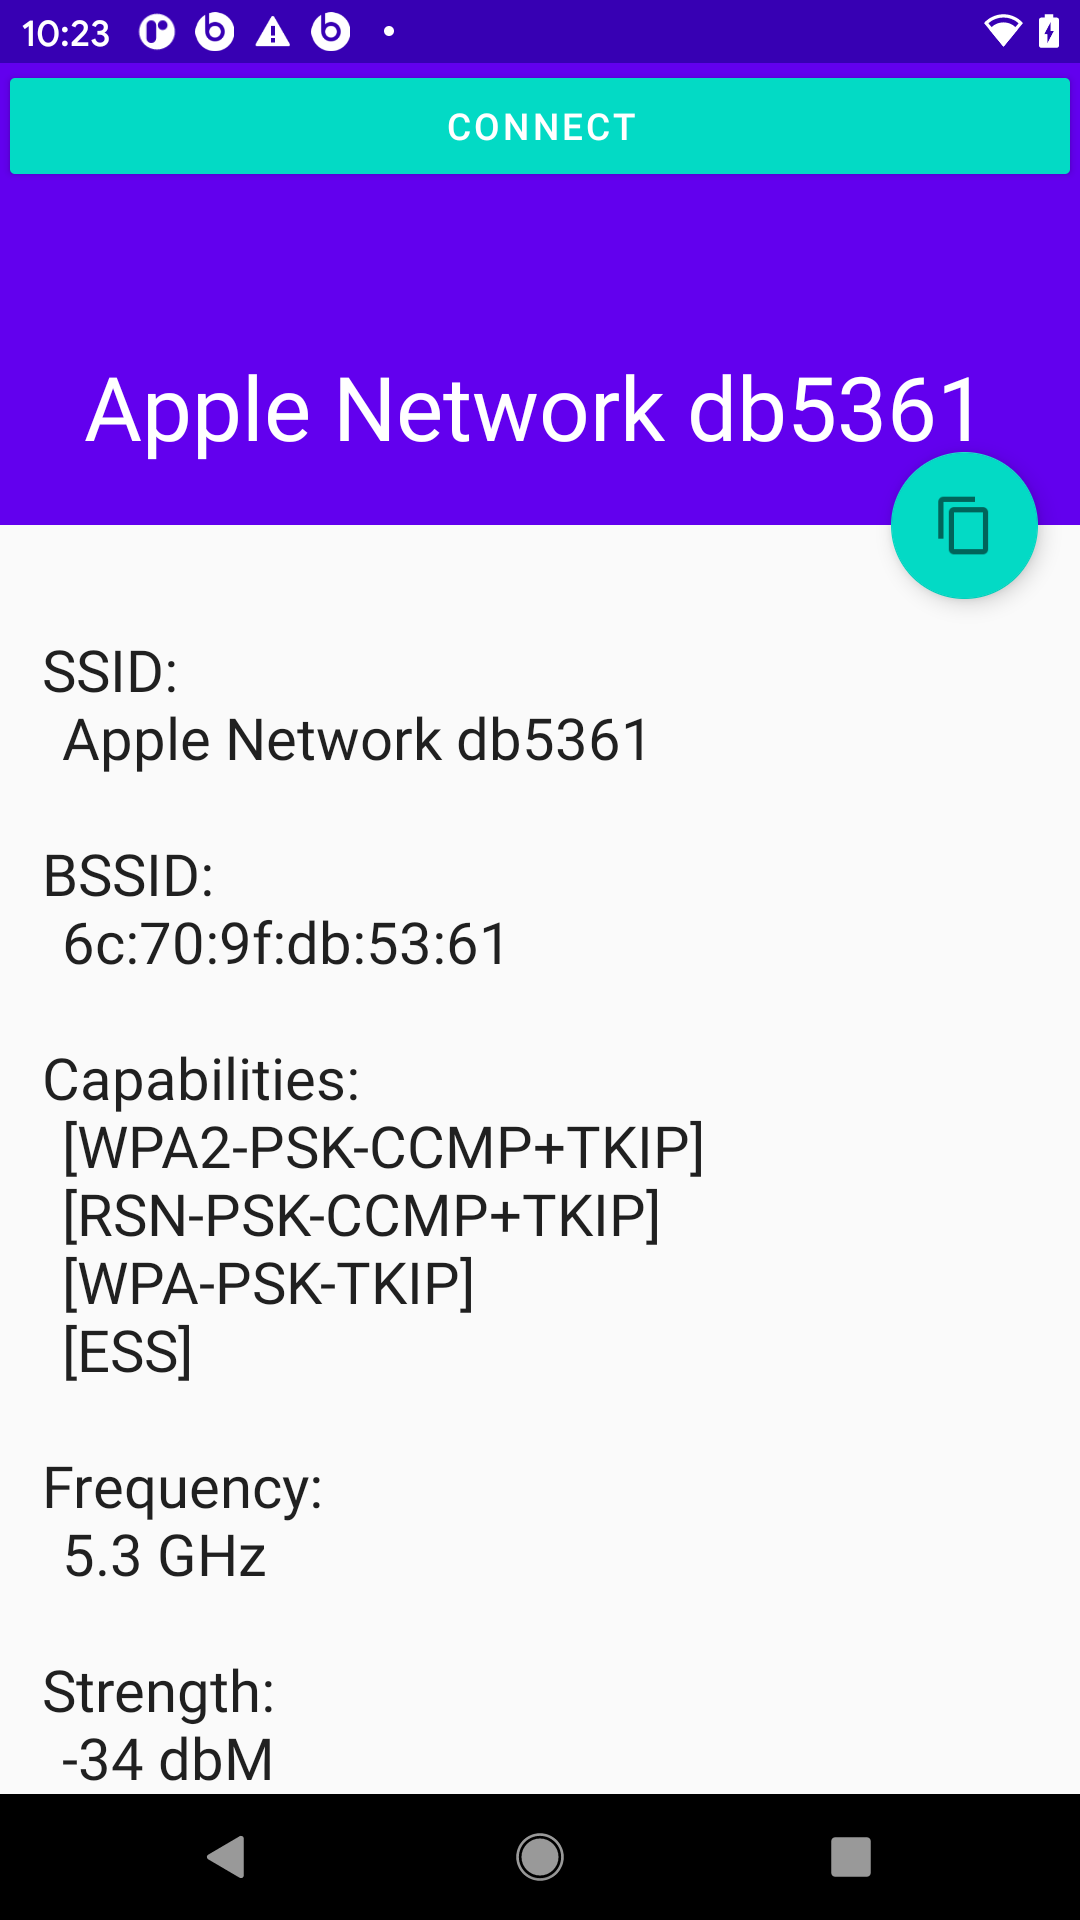 10:23
CONNECT
Apple Network db5361
SSID:
Apple Network db5361
BSSID:
6c:70:9f:db:53:61
Capabilities:
[WPA2-PSK-CCMP+TKIP]
[RSN-PSK-CCMP+TKIP]
[WPA-PSK-TKIP]
[ESS]
Frequency:
5.3 GHz
Strength:
-34 dbM